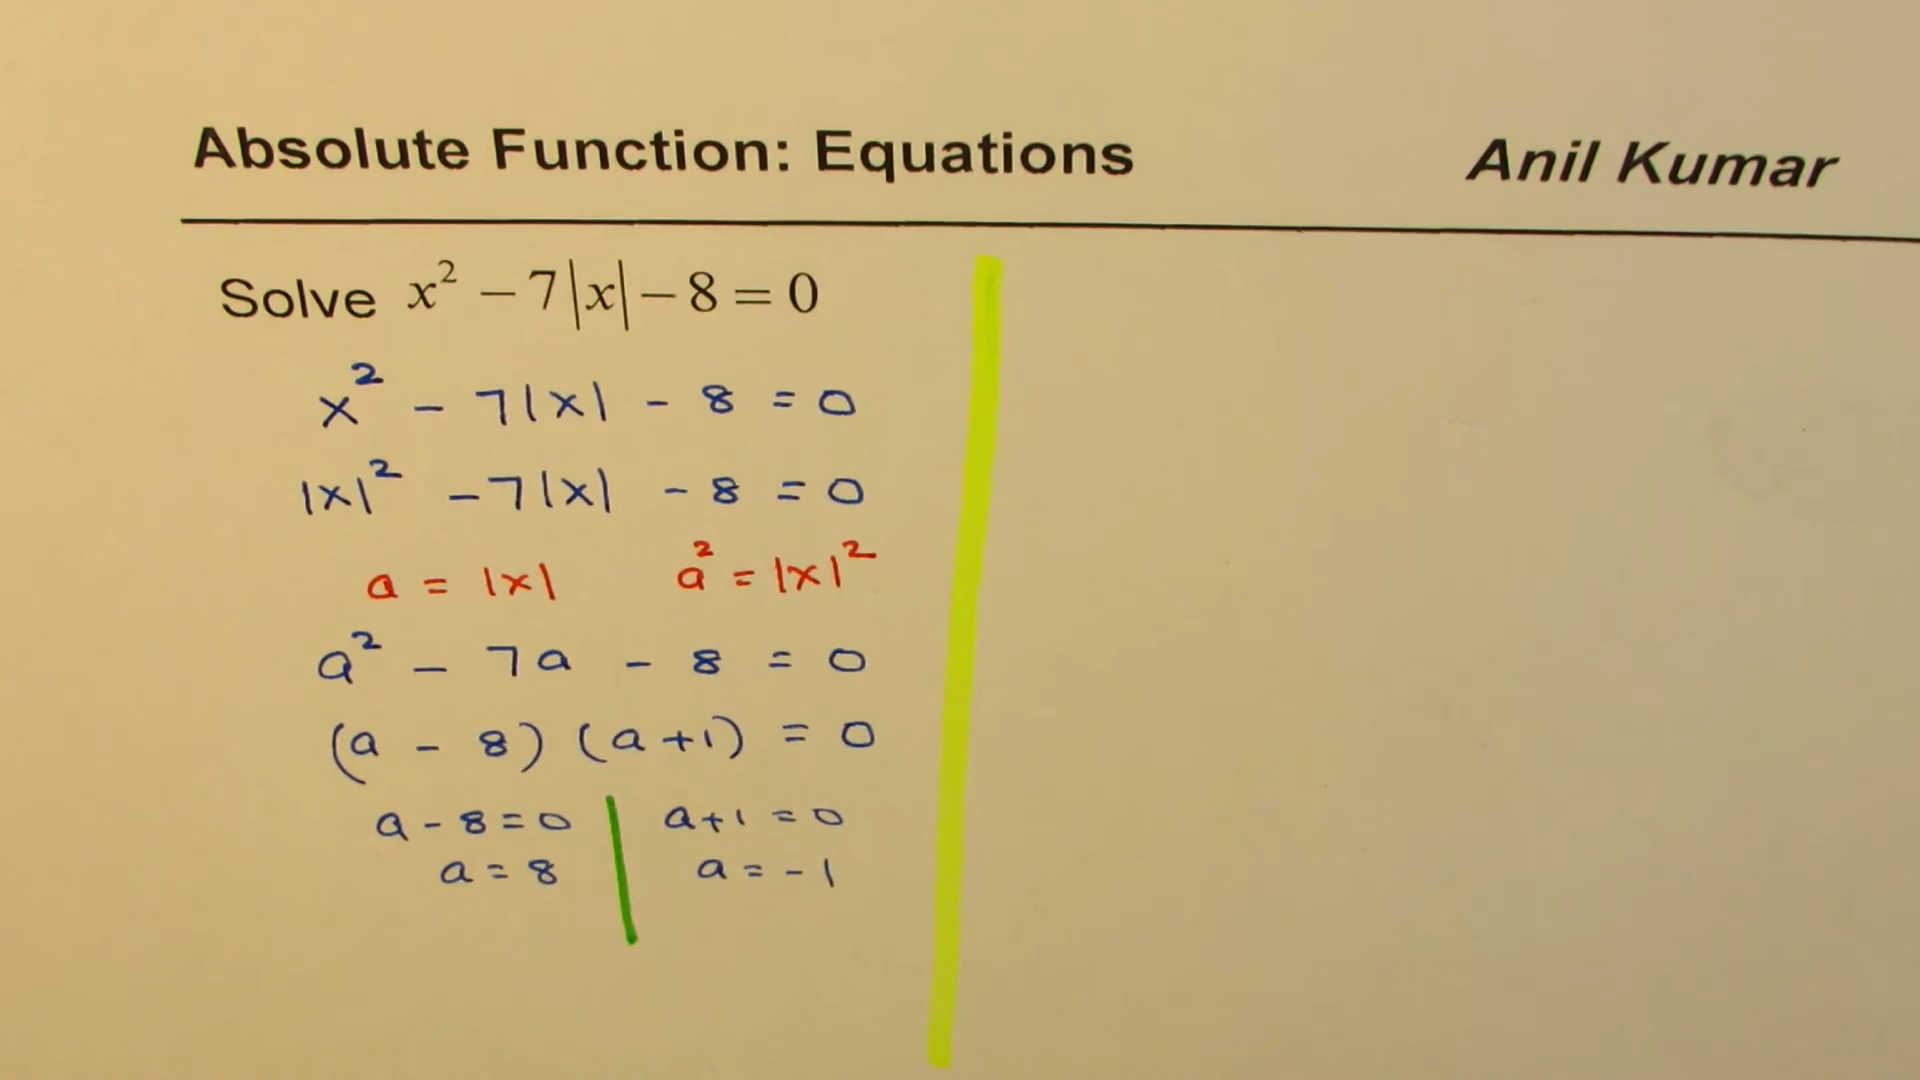 Absolute Function: Equations Anil Kumar
Solve x² − 7|x| − 8 = 0
x² − 7|x| − 8 = 0
|x|² − 7|x| − 8 = 0
a = |x| a² = |x|²
a² − 7a − 8 = 0
(a − 8) (a + 1) = 0
a − 8 = 0 a + 1 = 0
a = 8 a = − 1